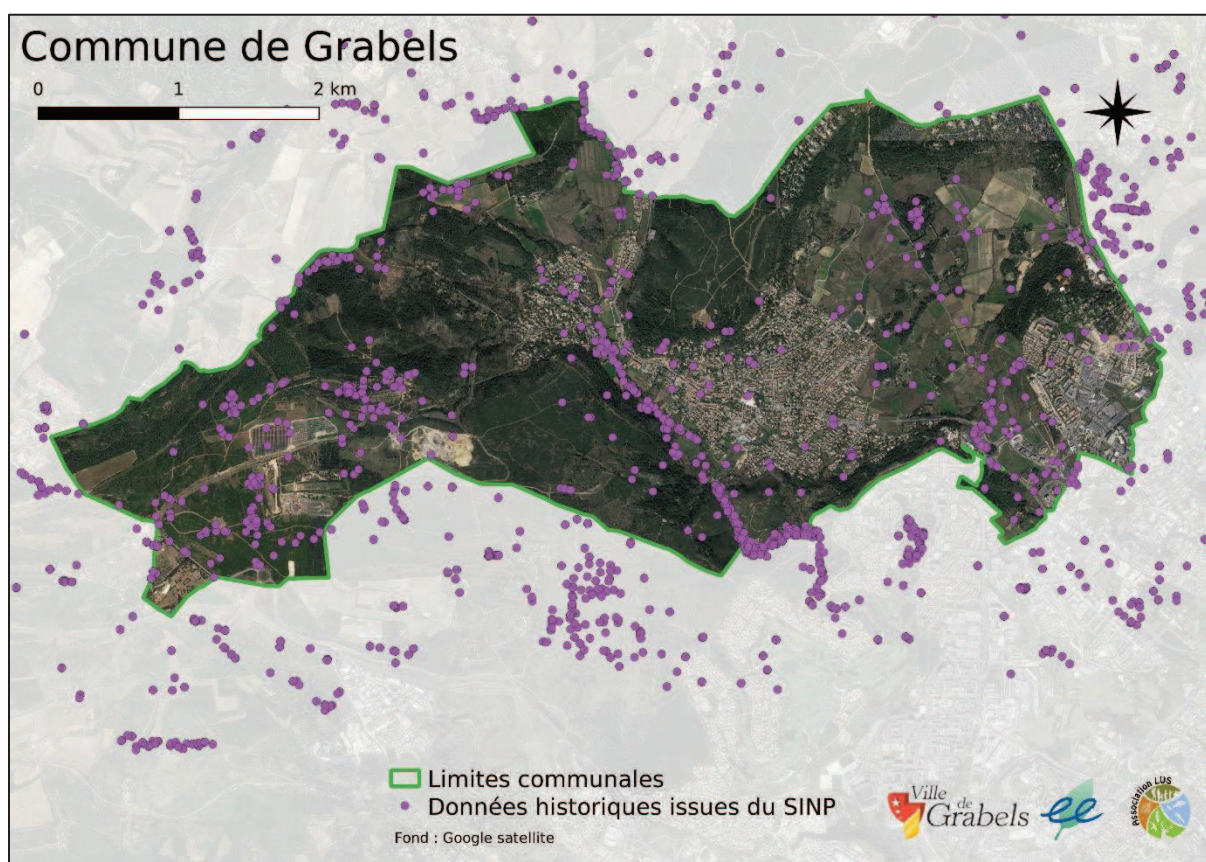 Commune de Grabels
0 1 2 km
Limites communales
Données historiques issues du SINP
Fond : Google satellite
Ville
de
Grabels
ee
Association LUS